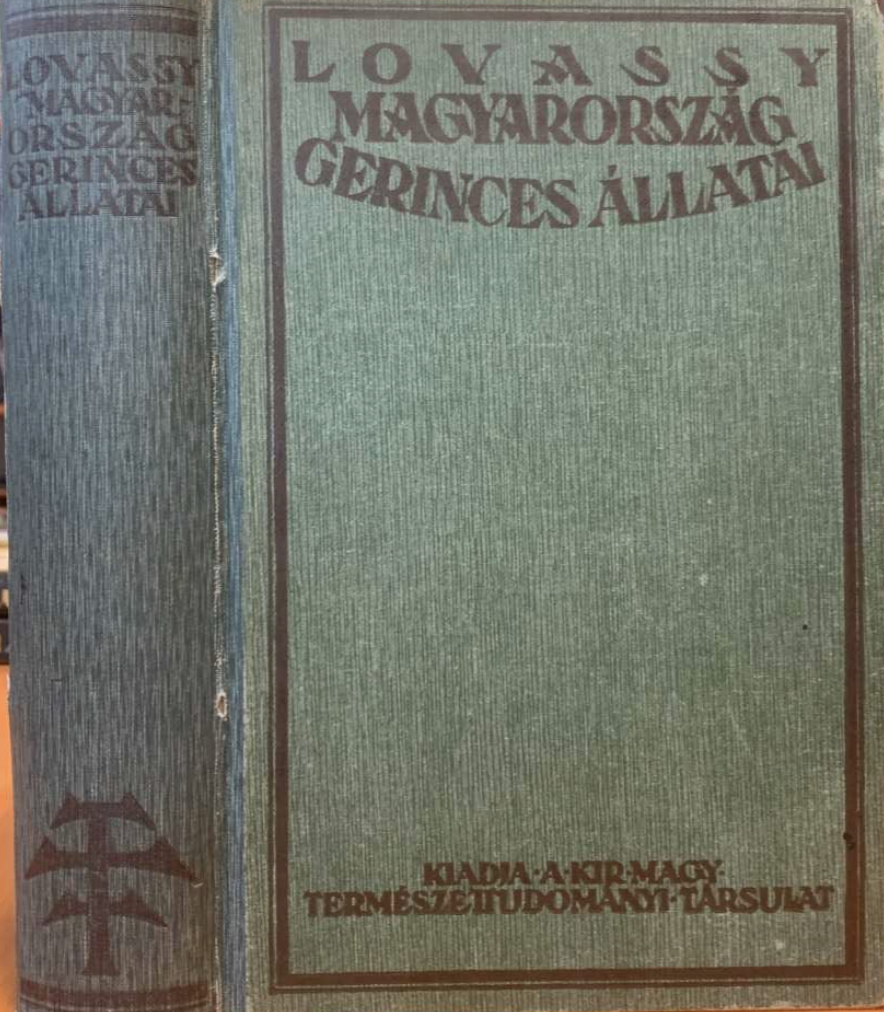 LOVASSY
MAGYAR-
ORSZÁG
GERINCES
ÁLLATAI
LOVASSY
MAGYARORSZÁG
GERINCES ÁLLATAI
KIADJA·A·KIR·MAGY·
TERMÉSZETTUDOMÁNYI·TÁRSULAT